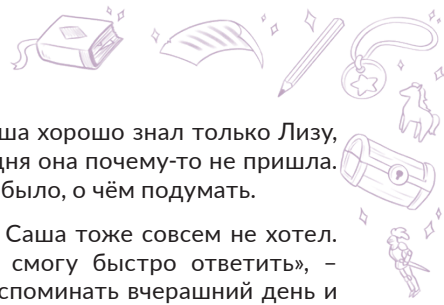 ша хорошо знал только Лизу,
дня она почему-то не пришла.
было, о чём подумать.
Саша тоже совсем не хотел.
смогу быстро ответить», –
споминать вчерашний день и